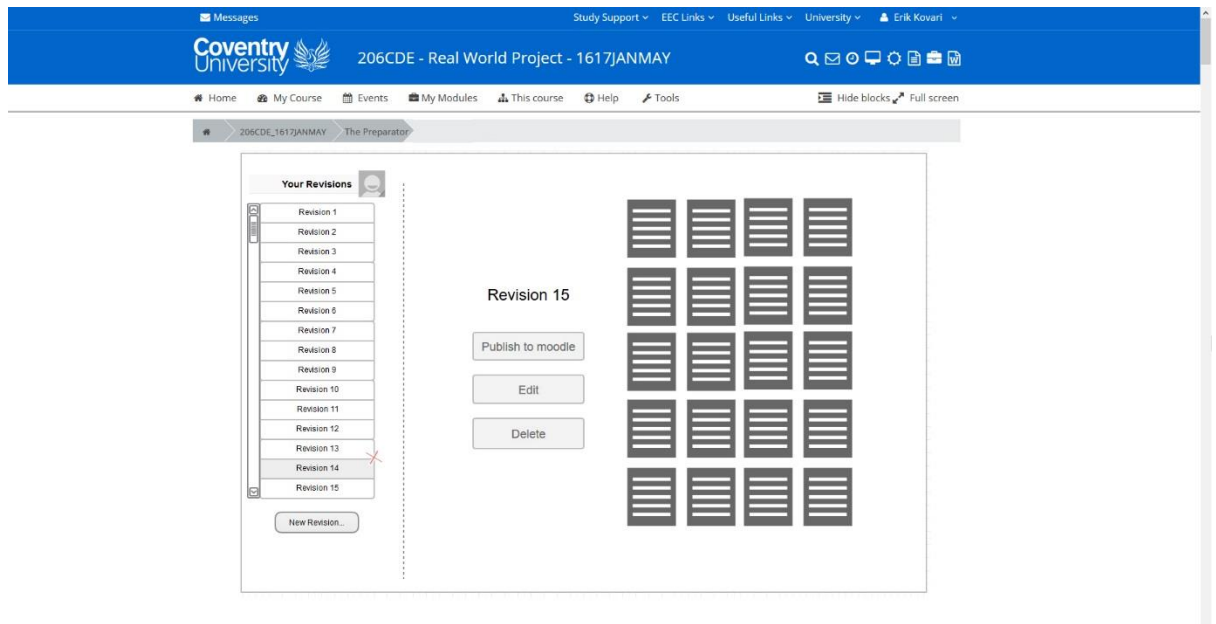 Messages Study Support EEC Links Useful Links University Erik Kovari
Coventry University
206CDE - Real World Project - 1617JANMAY
Home My Course Events My Modules This course Help Tools Hide blocks Full screen
206CDE_1617JANMAY The Preparator
Your Revisions
Revision 1
Revision 2
Revision 3
Revision 4
Revision 5
Revision 6
Revision 7
Revision 8
Revision 9
Revision 10
Revision 11
Revision 12
Revision 13
Revision 14
Revision 15
New Revision...
Revision 15
Publish to moodle
Edit
Delete